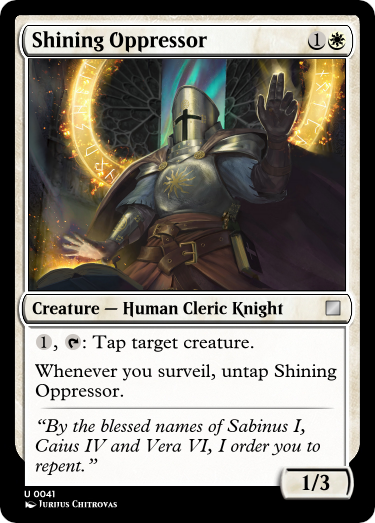 Shining Oppressor 1
Creature — Human Cleric Knight
1, : Tap target creature.
Whenever you surveil, untap Shining
Oppressor.
“By the blessed names of Sabinus I,
Caius IV and Vera VI, I order you to
repent.”
1/3
U 0041
Jurijus Chitrovas